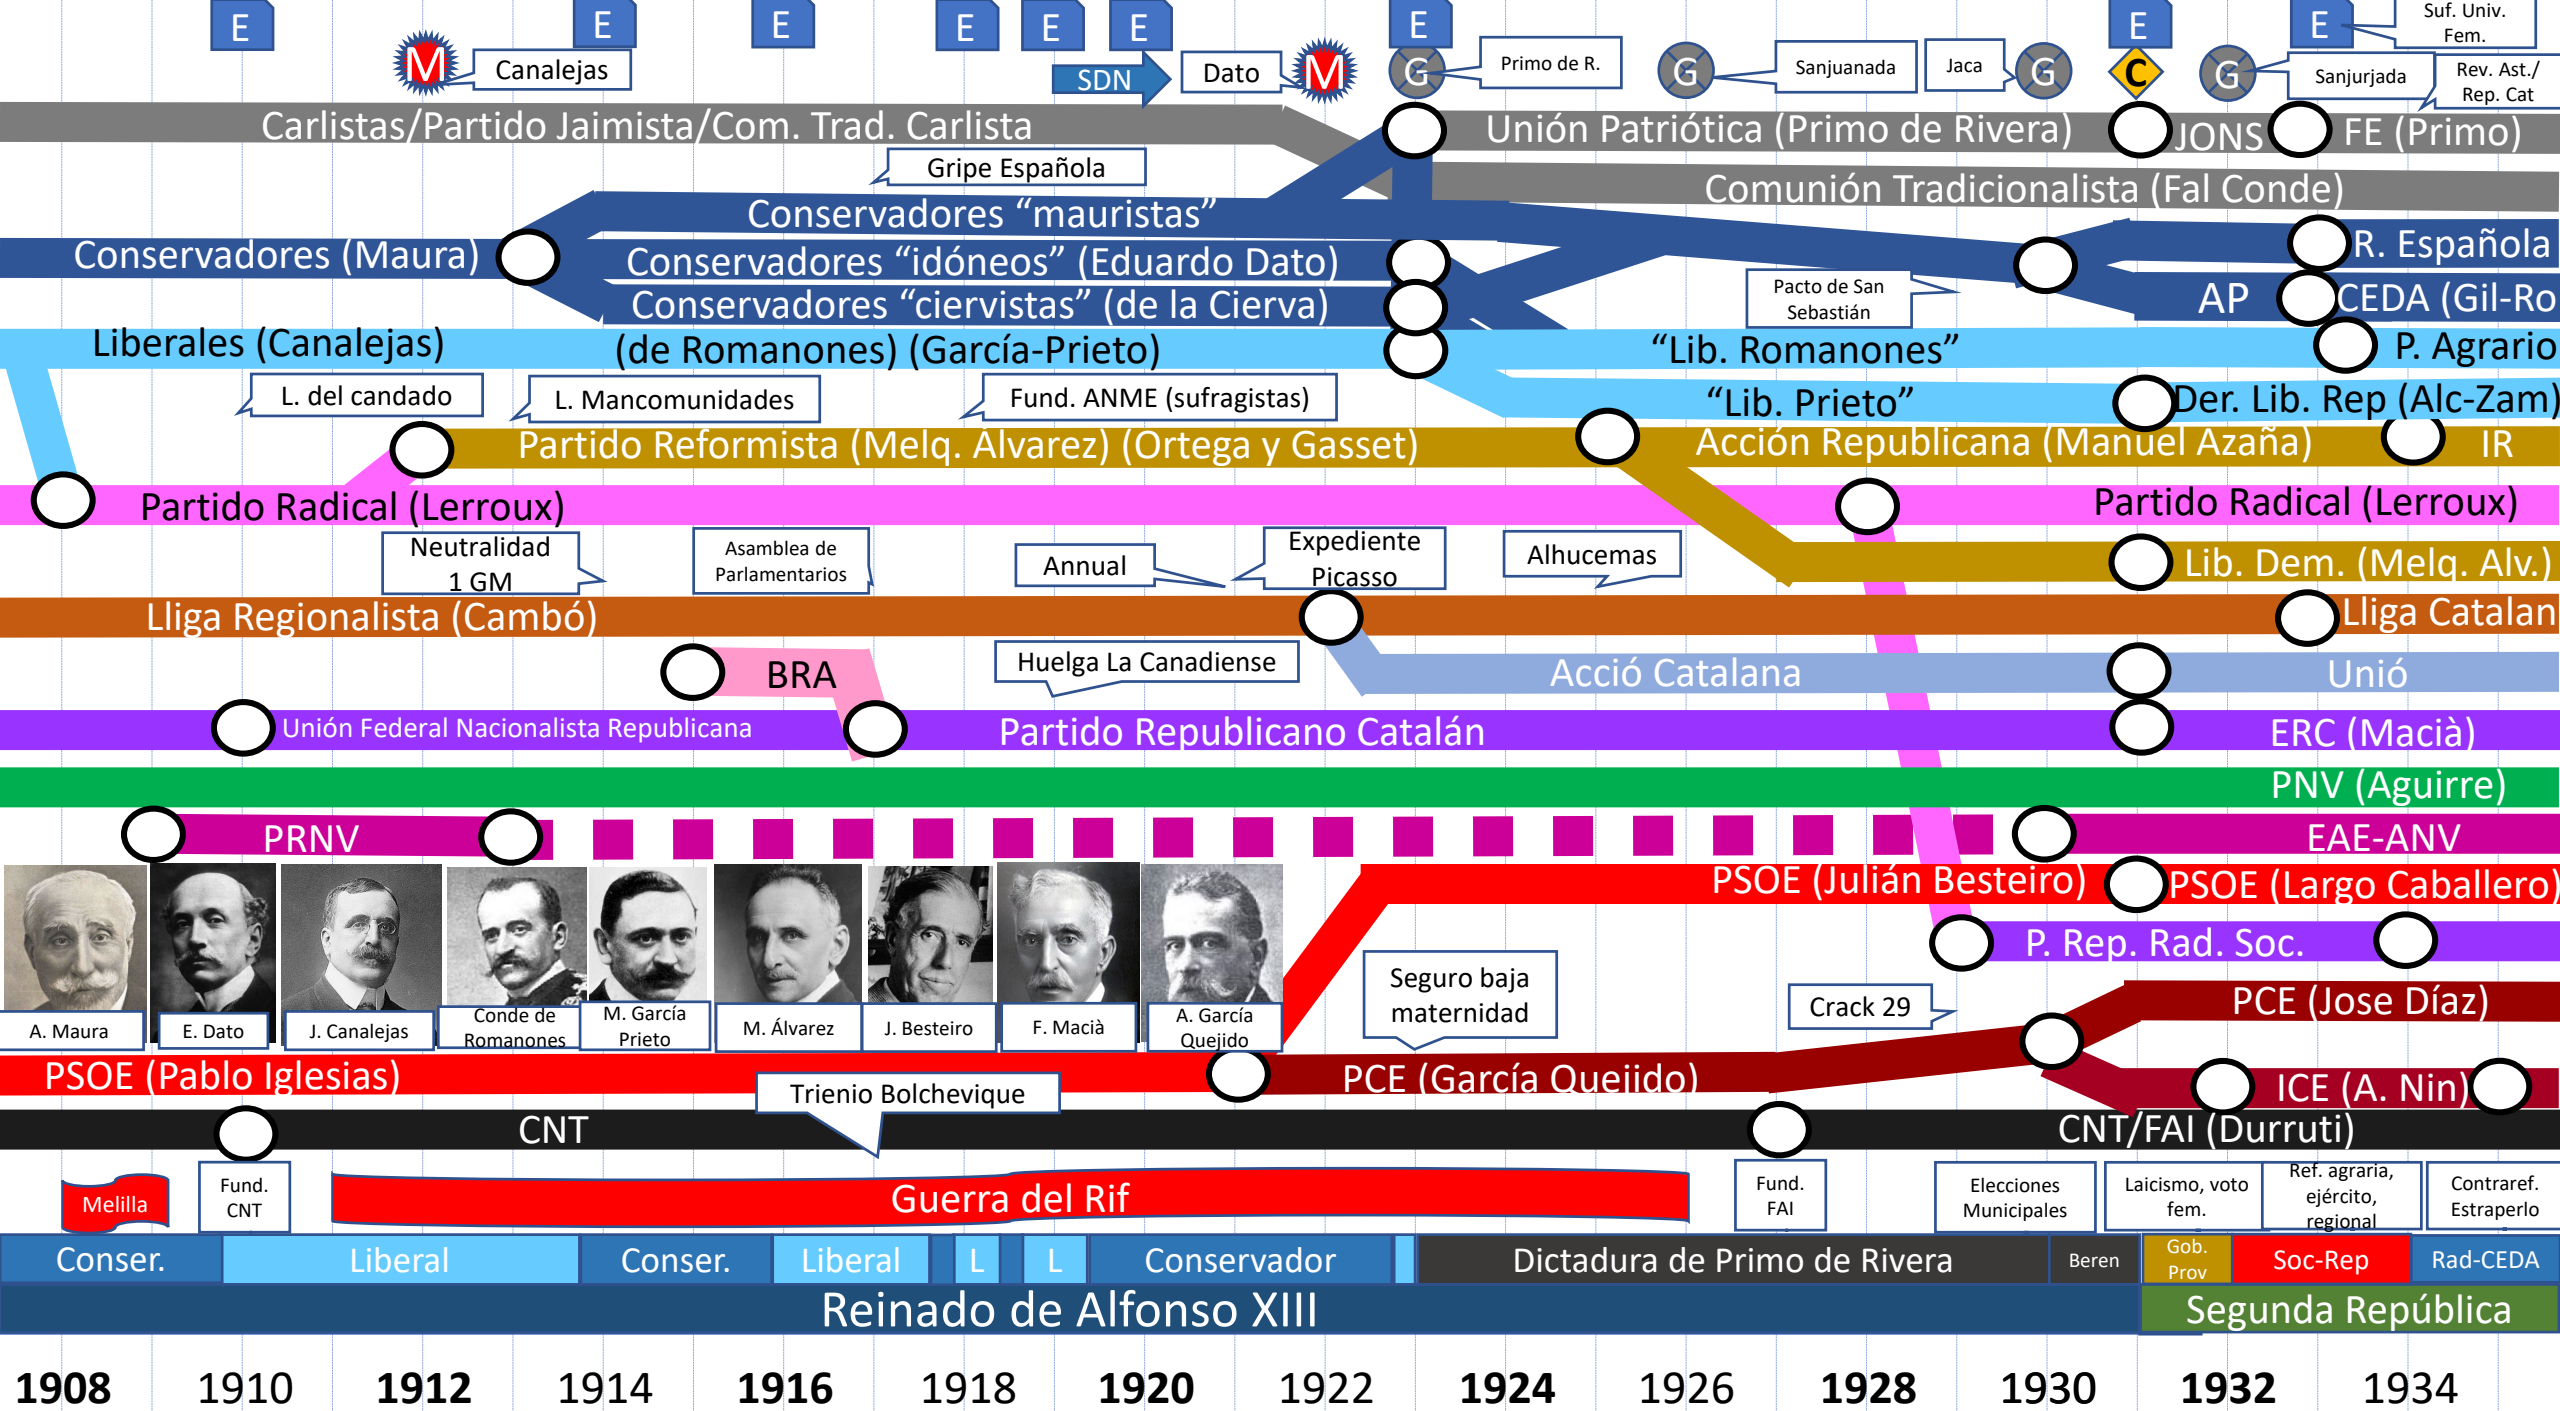 E E E E E E E E E
Suf. Univ.
Fem.
M Canalejas
SDN
Dato M
G Primo de R.
G Sanjuanada
Jaca G
C
G Sanjurjada
Rev. Ast./
Rep. Cat
Carlistas/Partido Jaimista/Com. Trad. Carlista
Unión Patriótica (Primo de Rivera)
JONS
FE (Primo)
Gripe Española
Comunión Tradicionalista (Fal Conde)
Conservadores “mauristas”
Conservadores (Maura)
Conservadores “idóneos” (Eduardo Dato)
R. Española
Conservadores “ciervistas” (de la Cierva)
Pacto de San
Sebastián
AP
CEDA (Gil-Ro
Liberales (Canalejas)
(de Romanones) (García-Prieto)
“Lib. Romanones”
P. Agrario
L. del candado
L. Mancomunidades
Fund. ANME (sufragistas)
“Lib. Prieto”
Der. Lib. Rep (Alc-Zam)
Partido Reformista (Melq. Álvarez) (Ortega y Gasset)
Acción Republicana (Manuel Azaña)
IR
Partido Radical (Lerroux)
Partido Radical (Lerroux)
Neutralidad
1 GM
Asamblea de
Parlamentarios
Annual
Expediente
Picasso
Alhucemas
Lib. Dem. (Melq. Alv.)
Lliga Regionalista (Cambó)
Lliga Catalan
BRA
Huelga La Canadiense
Acció Catalana
Unió
Unión Federal Nacionalista Republicana
Partido Republicano Catalán
ERC (Macià)
PNV (Aguirre)
PRNV
EAE-ANV
PSOE (Julián Besteiro)
PSOE (Largo Caballero)
P. Rep. Rad. Soc.
Seguro baja
maternidad
Crack 29
PCE (Jose Díaz)
A. Maura
E. Dato
J. Canalejas
Conde de
Romanones
M. García
Prieto
M. Álvarez
J. Besteiro
F. Macià
A. García
Quejido
PSOE (Pablo Iglesias)
PCE (García Quejido)
Trienio Bolchevique
ICE (A. Nin)
CNT
CNT/FAI (Durruti)
Melilla
Fund.
CNT
Guerra del Rif
Fund.
FAI
Elecciones
Municipales
Laicismo, voto
fem.
Ref. agraria,
ejército,
regional
Contraref.
Estraperlo
Conser.
Liberal
Conser.
Liberal
L
L
Conservador
Dictadura de Primo de Rivera
Beren
Gob.
Prov
Soc-Rep
Rad-CEDA
Reinado de Alfonso XIII
Segunda República
1908 1910 1912 1914 1916 1918 1920 1922 1924 1926 1928 1930 1932 1934